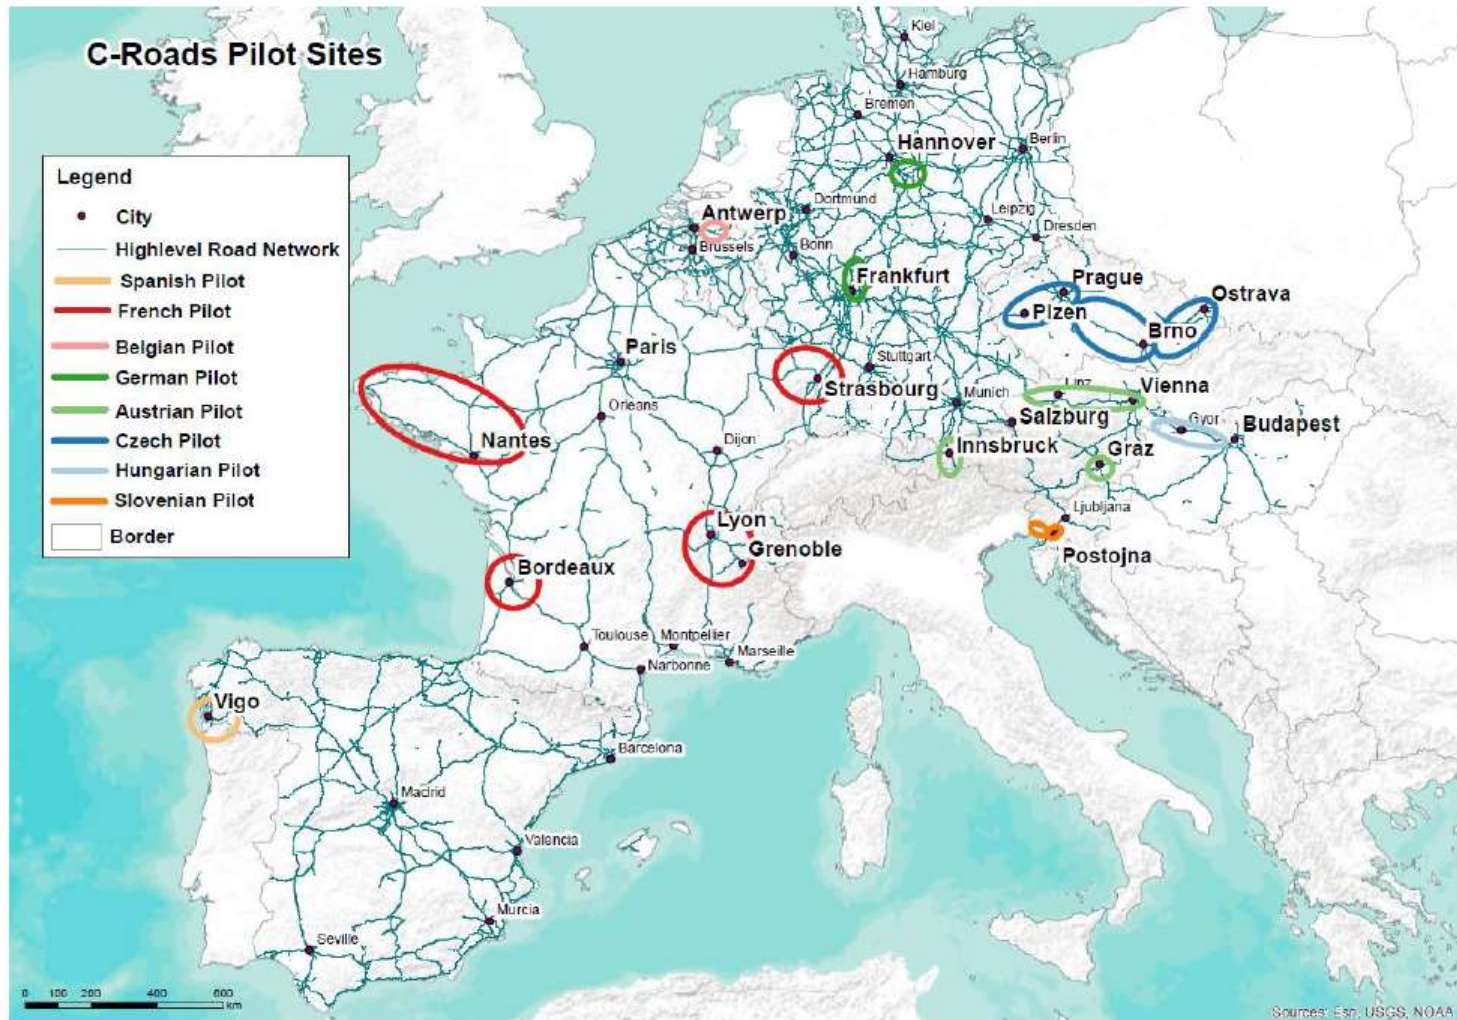 C-Roads Pilot Sites
Legend
City
Highlevel Road Network
Spanish Pilot
French Pilot
Belgian Pilot
German Pilot
Austrian Pilot
Czech Pilot
Hungarian Pilot
Slovenian Pilot
Border
Kiel
Hamburg
Bremen
Hannover
Berlin
Antwerp
Dortmund
Leipzig
Brussels
Bonn
Dresden
Frankfurt
Prague
Ostrava
Plzen
Brno
Paris
Stuttgart
Strasbourg
Linz
Vienna
Munich
Orleans
Salzburg
Gyor
Budapest
Nantes
Dijon
Innsbruck
Graz
Lyon
Ljubljana
Grenoble
Postojna
Bordeaux
Toulouse
Montpellier
Marseille
Narbonne
Vigo
Barcelona
Madrid
Valencia
Murcia
Seville
0 100 200 400 600
km
Sources: Esri, USGS, NOAA